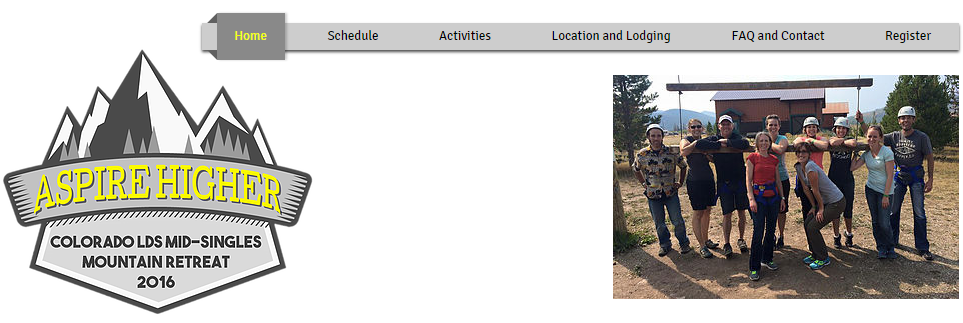 Home Schedule Activities Location and Lodging FAQ and Contact Register
ASPIRE HIGHER
COLORADO LDS MID-SINGLES
MOUNTAIN RETREAT
2016